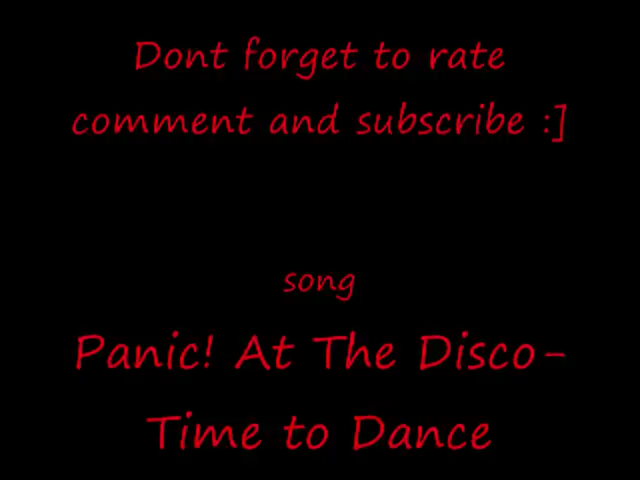 Dont forget to rate
comment and subscribe :]
song
Panic! At The Disco-
Time to Dance